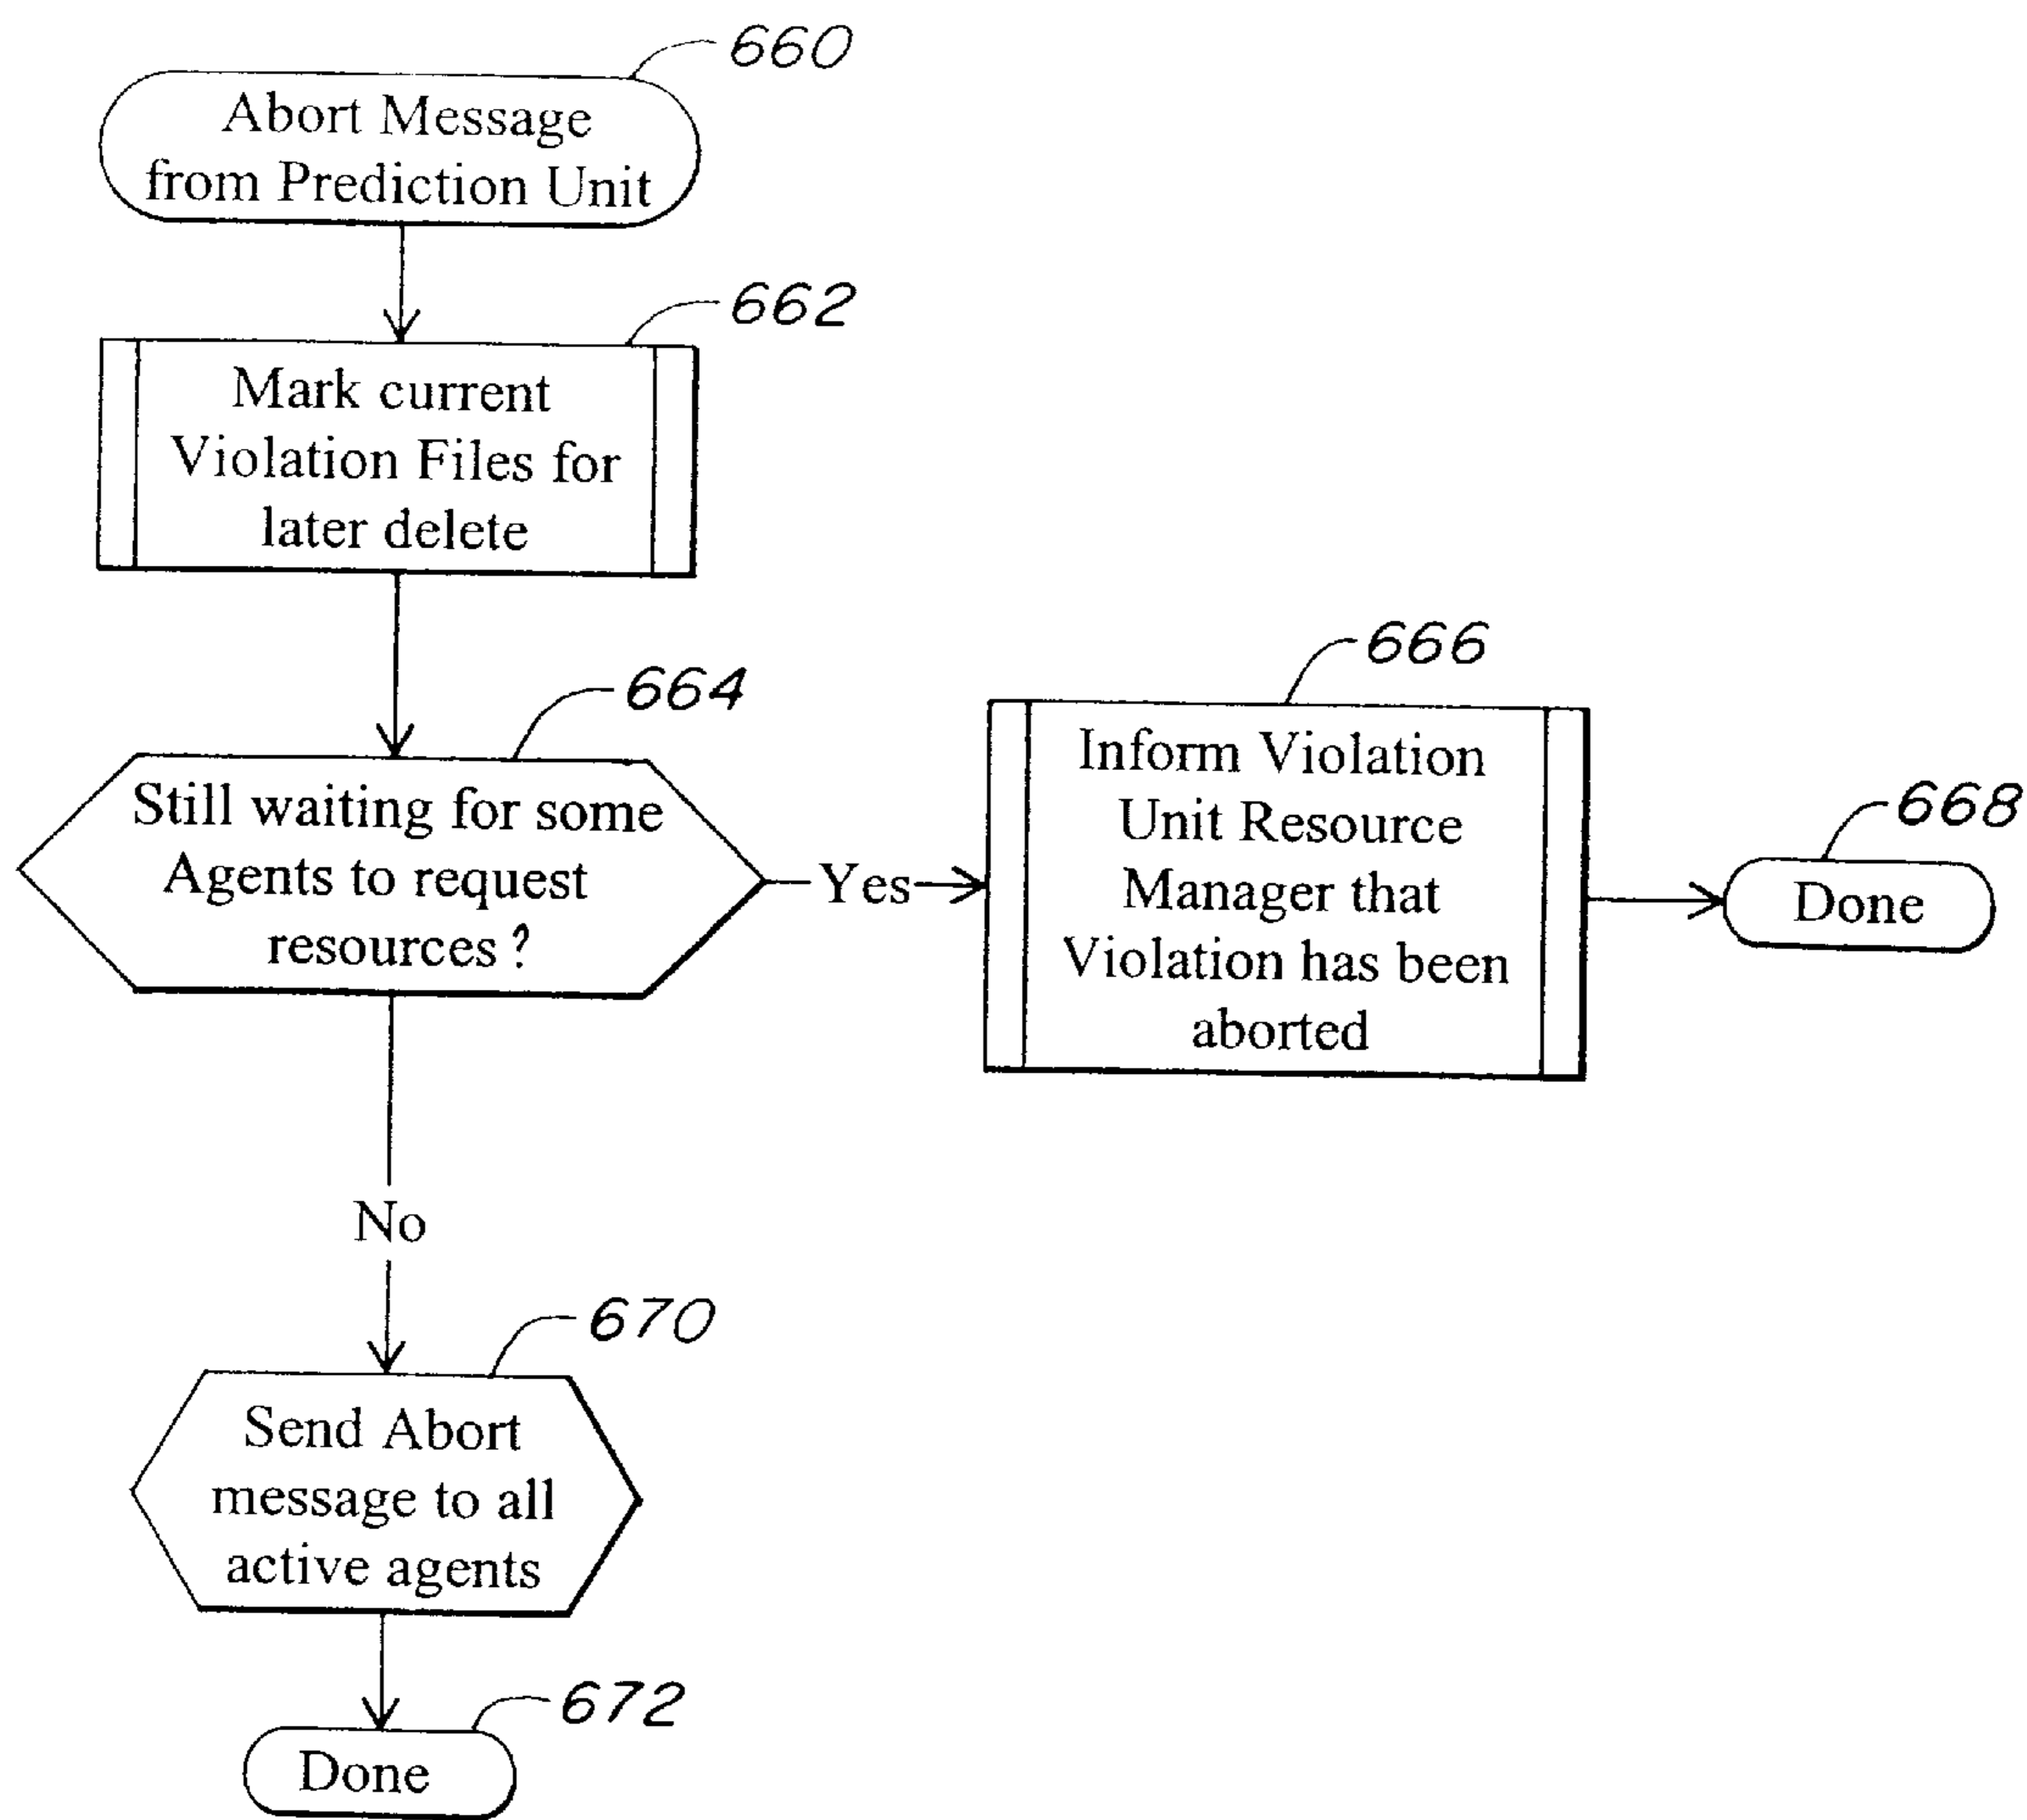 660
Abort Message
from Prediction Unit
662
Mark current
Violation Files for
later delete
664
Still waiting for some
Agents to request
resources ?
Yes
666
Inform Violation
Unit Resource
Manager that
Violation has been
aborted
668
Done
No
670
Send Abort
message to all
active agents
672
Done